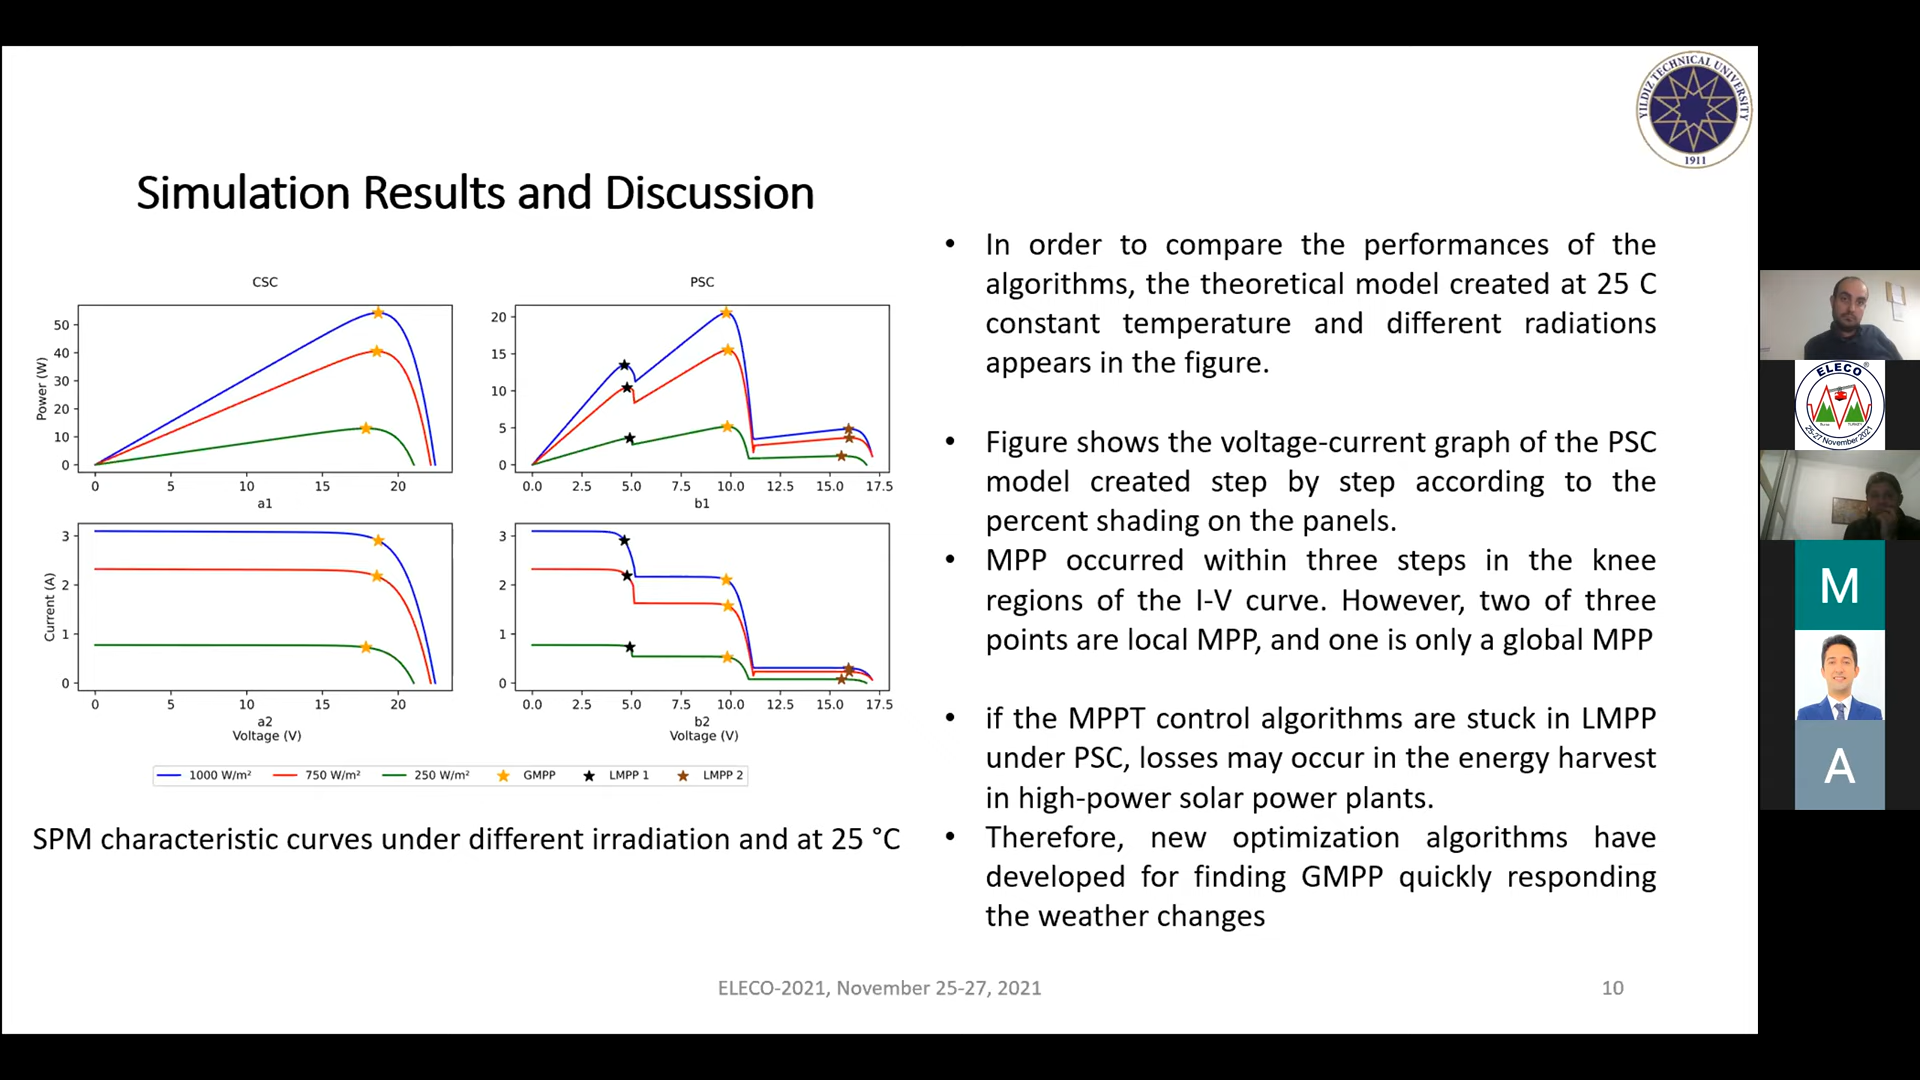 YILDIZ TECHNICAL UNIVERSITY
1911
Simulation Results and Discussion
CSC
PSC
Power (W)
50
40
30
20
10
0
0 5 10 15 20
a1
20
15
10
5
0
0.0 2.5 5.0 7.5 10.0 12.5 15.0 17.5
b1
Current (A)
3
2
1
0
0 5 10 15 20
a2
Voltage (V)
3
2
1
0
0.0 2.5 5.0 7.5 10.0 12.5 15.0 17.5
b2
Voltage (V)
1000 W/m² 750 W/m² 250 W/m² GMPP LMPP 1 LMPP 2
SPM characteristic curves under different irradiation and at 25 °C
• In order to compare the performances of the
algorithms, the theoretical model created at 25 C
constant temperature and different radiations
appears in the figure.
• Figure shows the voltage-current graph of the PSC
model created step by step according to the
percent shading on the panels.
• MPP occurred within three steps in the knee
regions of the I-V curve. However, two of three
points are local MPP, and one is only a global MPP
• if the MPPT control algorithms are stuck in LMPP
under PSC, losses may occur in the energy harvest
in high-power solar power plants.
• Therefore, new optimization algorithms have
developed for finding GMPP quickly responding
the weather changes
ELECO-2021, November 25-27, 2021
10
ELECO
®
25-27 November 2021
M
A